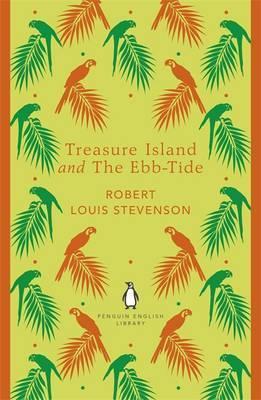 Treasure Island
and The Ebb-Tide
ROBERT
LOUIS STEVENSON
PENGUIN ENGLISH
LIBRARY